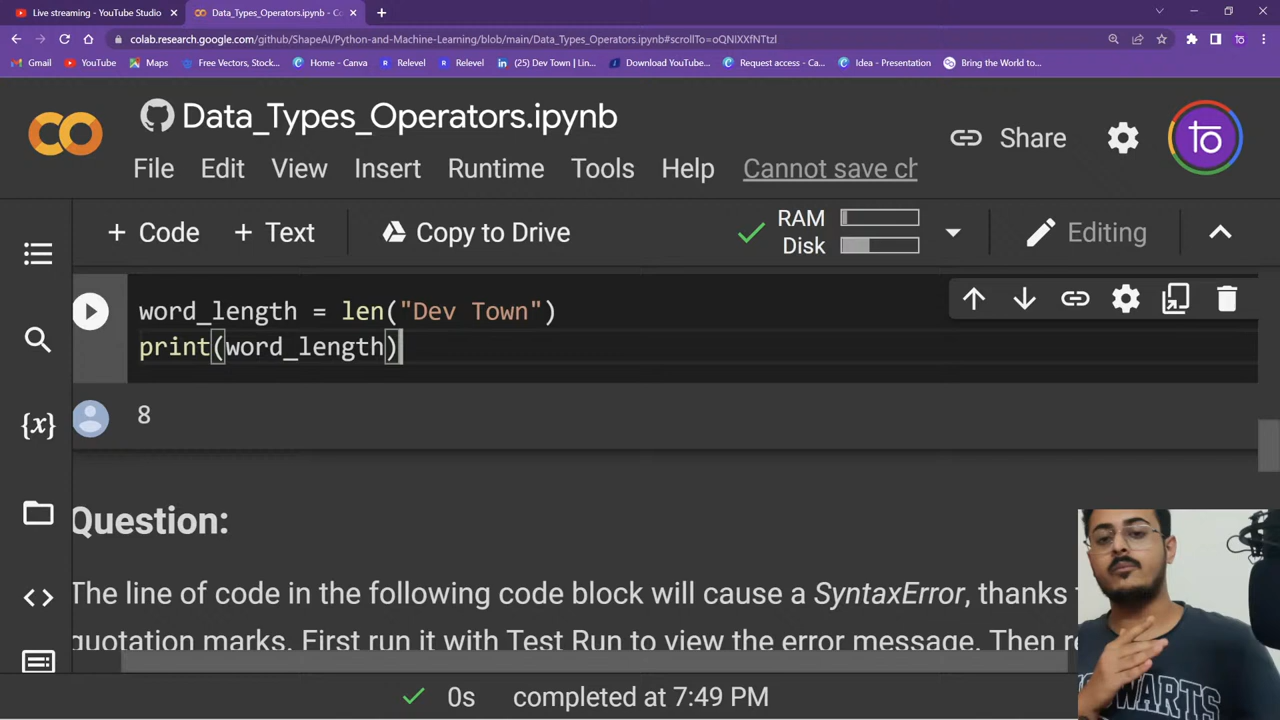 Live streaming - YouTube Studio
Data_Types_Operators.ipynb - Co
colab.research.google.com/github/ShapeAI/Python-and-Machine-Learning/blob/main/Data_Types_Operators.ipynb#scrollTo=oQNIXXfNTtzl
Gmail YouTube Maps Free Vectors, Stock... Home - Canva Relevel Relevel (25) Dev Town | Lin... Download YouTube... Request access - Ca... Idea - Presentation Bring the World to...
Data_Types_Operators.ipynb
Share
to
File Edit View Insert Runtime Tools Help Cannot save ch
+ Code + Text Copy to Drive
RAM
Disk
Editing
word_length = len("Dev Town")
print(word_length)
{x}
8
Question:
The line of code in the following code block will cause a SyntaxError, thanks t
quotation marks. First run it with Test Run to view the error message. Then re
0s completed at 7:49 PM